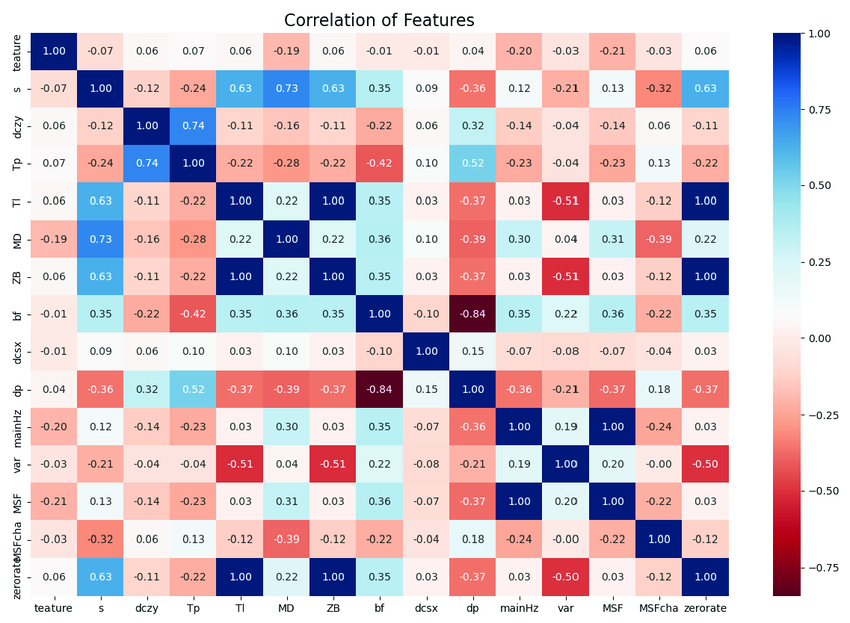 Correlation of Features
teature 1.00 -0.07 0.06 0.07 0.06 -0.19 0.06 -0.01 -0.01 0.04 -0.20 -0.03 -0.21 -0.03 0.06
s -0.07 1.00 -0.12 -0.24 0.63 0.73 0.63 0.35 0.09 -0.36 0.12 -0.21 0.13 -0.32 0.63
dczy 0.06 -0.12 1.00 0.74 -0.11 -0.16 -0.11 -0.22 0.06 0.32 -0.14 -0.04 -0.14 0.06 -0.11
Tp 0.07 -0.24 0.74 1.00 -0.22 -0.28 -0.22 -0.42 0.10 0.52 -0.23 -0.04 -0.23 0.13 -0.22
Tl 0.06 0.63 -0.11 -0.22 1.00 0.22 1.00 0.35 0.03 -0.37 0.03 -0.51 0.03 -0.12 1.00
MD -0.19 0.73 -0.16 -0.28 0.22 1.00 0.22 0.36 0.10 -0.39 0.30 0.04 0.31 -0.39 0.22
ZB 0.06 0.63 -0.11 -0.22 1.00 0.22 1.00 0.35 0.03 -0.37 0.03 -0.51 0.03 -0.12 1.00
bf -0.01 0.35 -0.22 -0.42 0.35 0.36 0.35 1.00 -0.10 -0.84 0.35 0.22 0.36 -0.22 0.35
dcsx -0.01 0.09 0.06 0.10 0.03 0.10 0.03 -0.10 1.00 0.15 -0.07 -0.08 -0.07 -0.04 0.03
dp 0.04 -0.36 0.32 0.52 -0.37 -0.39 -0.37 -0.84 0.15 1.00 -0.36 -0.21 -0.37 0.18 -0.37
mainHz -0.20 0.12 -0.14 -0.23 0.03 0.30 0.03 0.35 -0.07 -0.36 1.00 0.19 1.00 -0.24 0.03
var -0.03 -0.21 -0.04 -0.04 -0.51 0.04 -0.51 0.22 -0.08 -0.21 0.19 1.00 0.20 -0.00 -0.50
MSF -0.21 0.13 -0.14 -0.23 0.03 0.31 0.03 0.36 -0.07 -0.37 1.00 0.20 1.00 -0.22 0.03
MSFcha -0.03 -0.32 0.06 0.13 -0.12 -0.39 -0.12 -0.22 -0.04 0.18 -0.24 -0.00 -0.22 1.00 -0.12
zerorate 0.06 0.63 -0.11 -0.22 1.00 0.22 1.00 0.35 0.03 -0.37 0.03 -0.50 0.03 -0.12 1.00
teature s dczy Tp Tl MD ZB bf dcsx dp mainHz var MSF MSFcha zerorate
1.00
0.75
0.50
0.25
0.00
−0.25
−0.50
−0.75